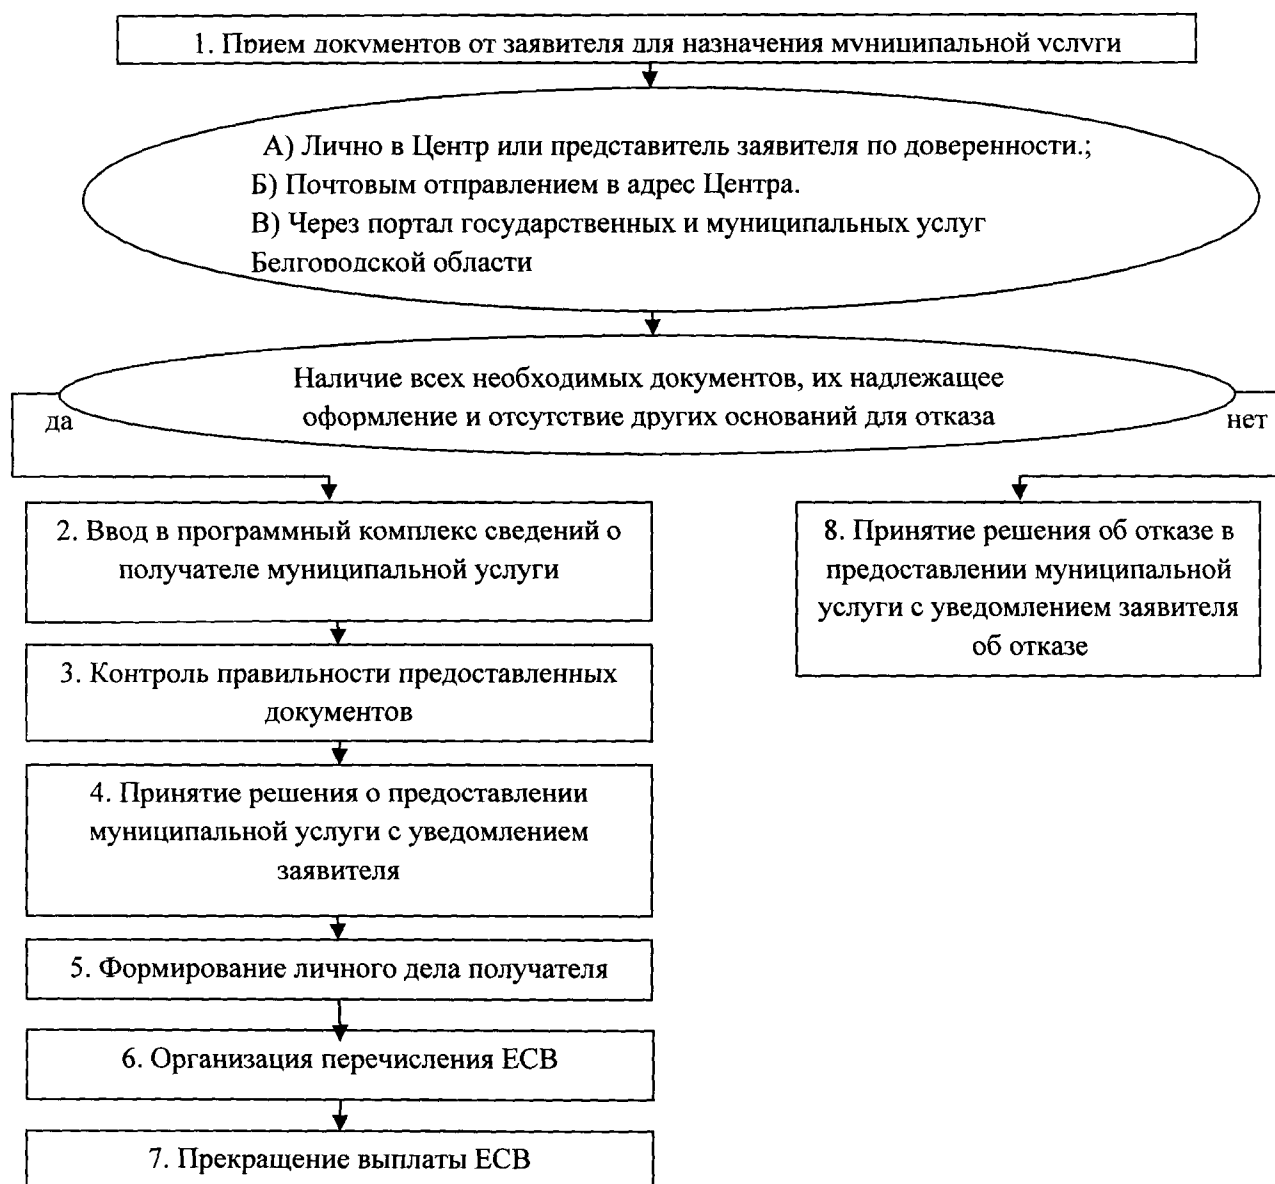 1. Прием документов от заявителя для назначения муниципальной услуги
А) Лично в Центр или представитель заявителя по доверенности.;
Б) Почтовым отправлением в адрес Центра.
В) Через портал государственных и муниципальных услуг
Белгородской области
Наличие всех необходимых документов, их надлежащее
оформление и отсутствие других оснований для отказа
да
нет
2. Ввод в программный комплекс сведений о
получателе муниципальной услуги
3. Контроль правильности предоставленных
документов
4. Принятие решения о предоставлении
муниципальной услуги с уведомлением
заявителя
5. Формирование личного дела получателя
6. Организация перечисления ЕСВ
7. Прекращение выплаты ЕСВ
8. Принятие решения об отказе в
предоставлении муниципальной
услуги с уведомлением заявителя
об отказе